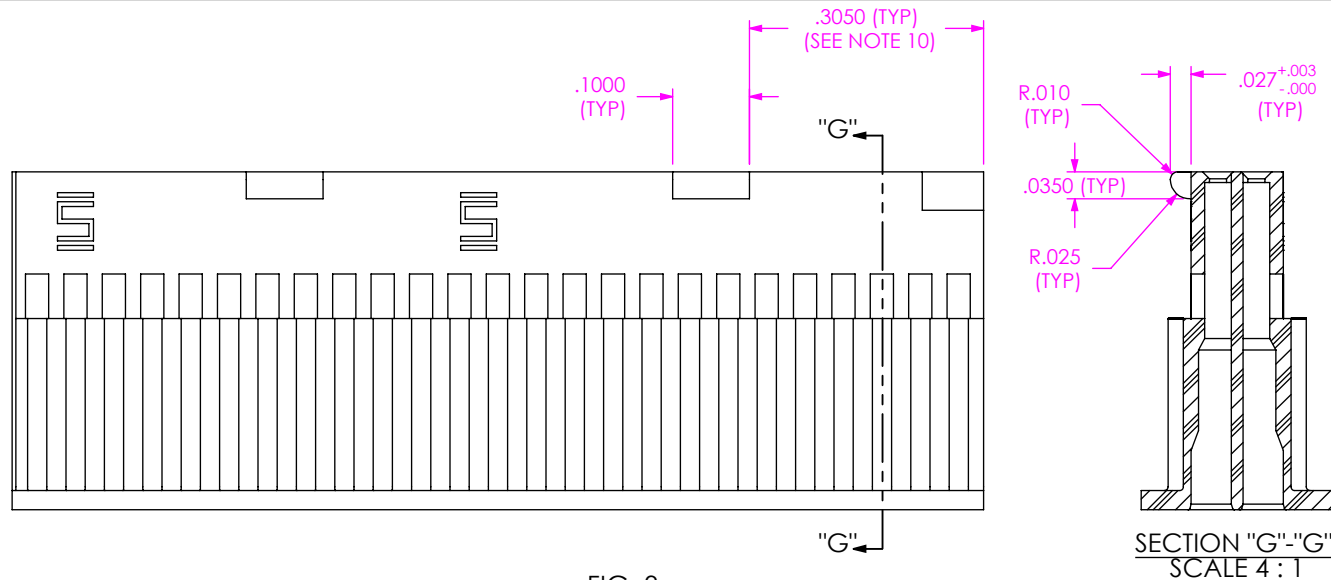 .3050 (TYP)
(SEE NOTE 10)
.1000
(TYP)
"G"
R.010
(TYP)
.027 +.003 -.000
(TYP)
.0350 (TYP)
R.025
(TYP)
"G"
SECTION "G"-"G"
SCALE 4 : 1